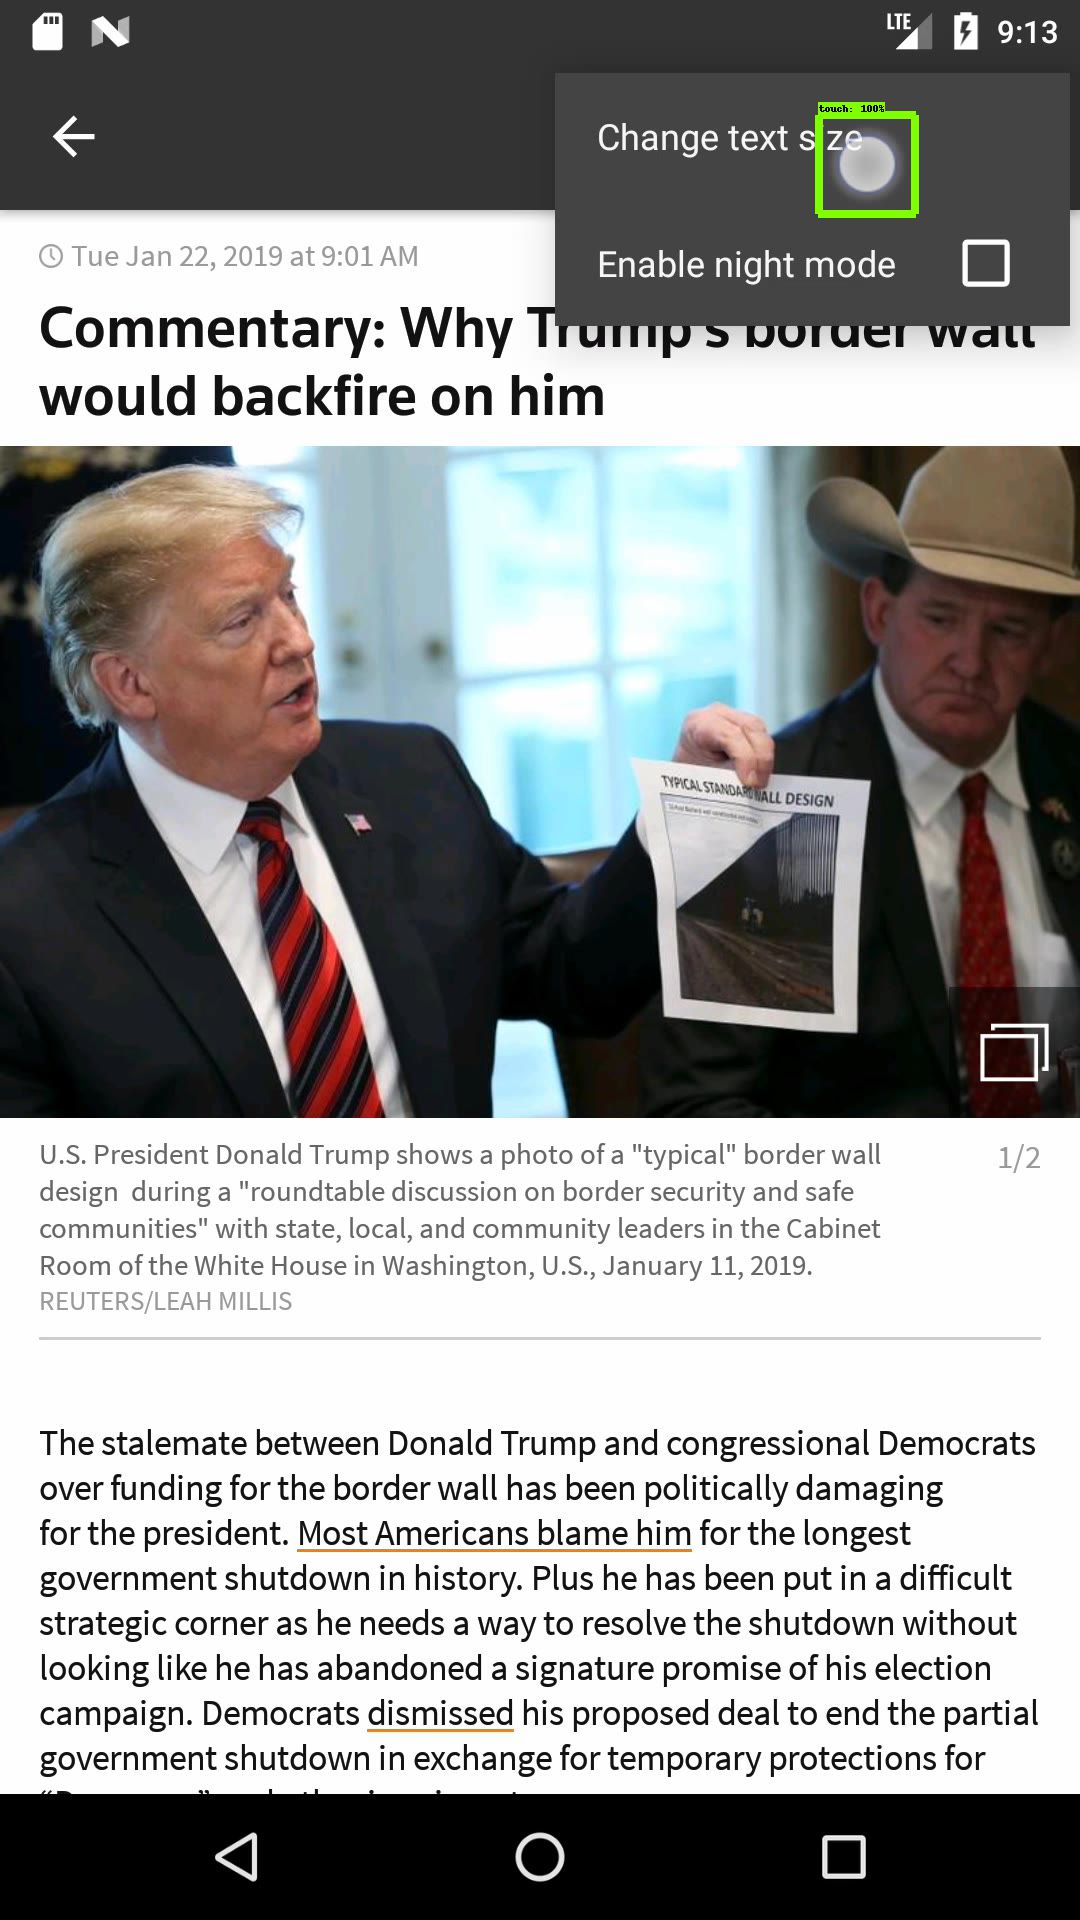 LTE 9:13
touch: 100%
Change text size
Enable night mode
Tue Jan 22, 2019 at 9:01 AM
Commentary: Why Trump's border wall
would backfire on him
TYPICAL STANDARD WALL DESIGN
U.S. President Donald Trump shows a photo of a "typical" border wall
design during a "roundtable discussion on border security and safe
communities" with state, local, and community leaders in the Cabinet
Room of the White House in Washington, U.S., January 11, 2019.
REUTERS/LEAH MILLIS
1/2
The stalemate between Donald Trump and congressional Democrats
over funding for the border wall has been politically damaging
for the president. Most Americans blame him for the longest
government shutdown in history. Plus he has been put in a difficult
strategic corner as he needs a way to resolve the shutdown without
looking like he has abandoned a signature promise of his election
campaign. Democrats dismissed his proposed deal to end the partial
government shutdown in exchange for temporary protections for